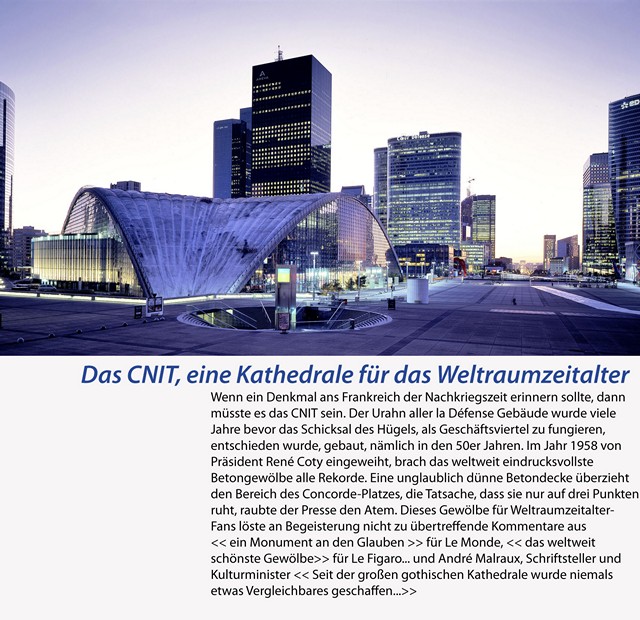 Das CNIT, eine Kathedrale für das Weltraumzeitalter
Wenn ein Denkmal ans Frankreich der Nachkriegszeit erinnern sollte, dann
müsste es das CNIT sein. Der Urahn aller la Défense Gebäude wurde viele
Jahre bevor das Schicksal des Hügels, als Geschäftsviertel zu fungieren,
entschieden wurde, gebaut, nämlich in den 50er Jahren. Im Jahr 1958 von
Präsident René Coty eingeweiht, brach das weltweit eindrucksvollste
Betongewölbe alle Rekorde. Eine unglaublich dünne Betondecke überzieht
den Bereich des Concorde-Platzes, die Tatsache, dass sie nur auf drei Punkten
ruht, raubte der Presse den Atem. Dieses Gewölbe für Weltraumzeitalter-
Fans löste an Begeisterung nicht zu übertreffende Kommentare aus
<< ein Monument an den Glauben >> für Le Monde, << das weltweit
schönste Gewölbe>> für Le Figaro... und André Malraux, Schriftsteller und
Kulturminister << Seit der großen gothischen Kathedrale wurde niemals
etwas Vergleichbares geschaffen...>>